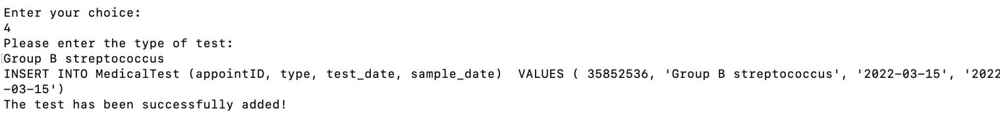 Enter your choice:
4
Please enter the type of test:
Group B streptococcus
INSERT INTO MedicalTest (appointID, type, test_date, sample_date)  VALUES ( 35852536, 'Group B streptococcus', '2022-03-15', '2022
-03-15')
The test has been successfully added!